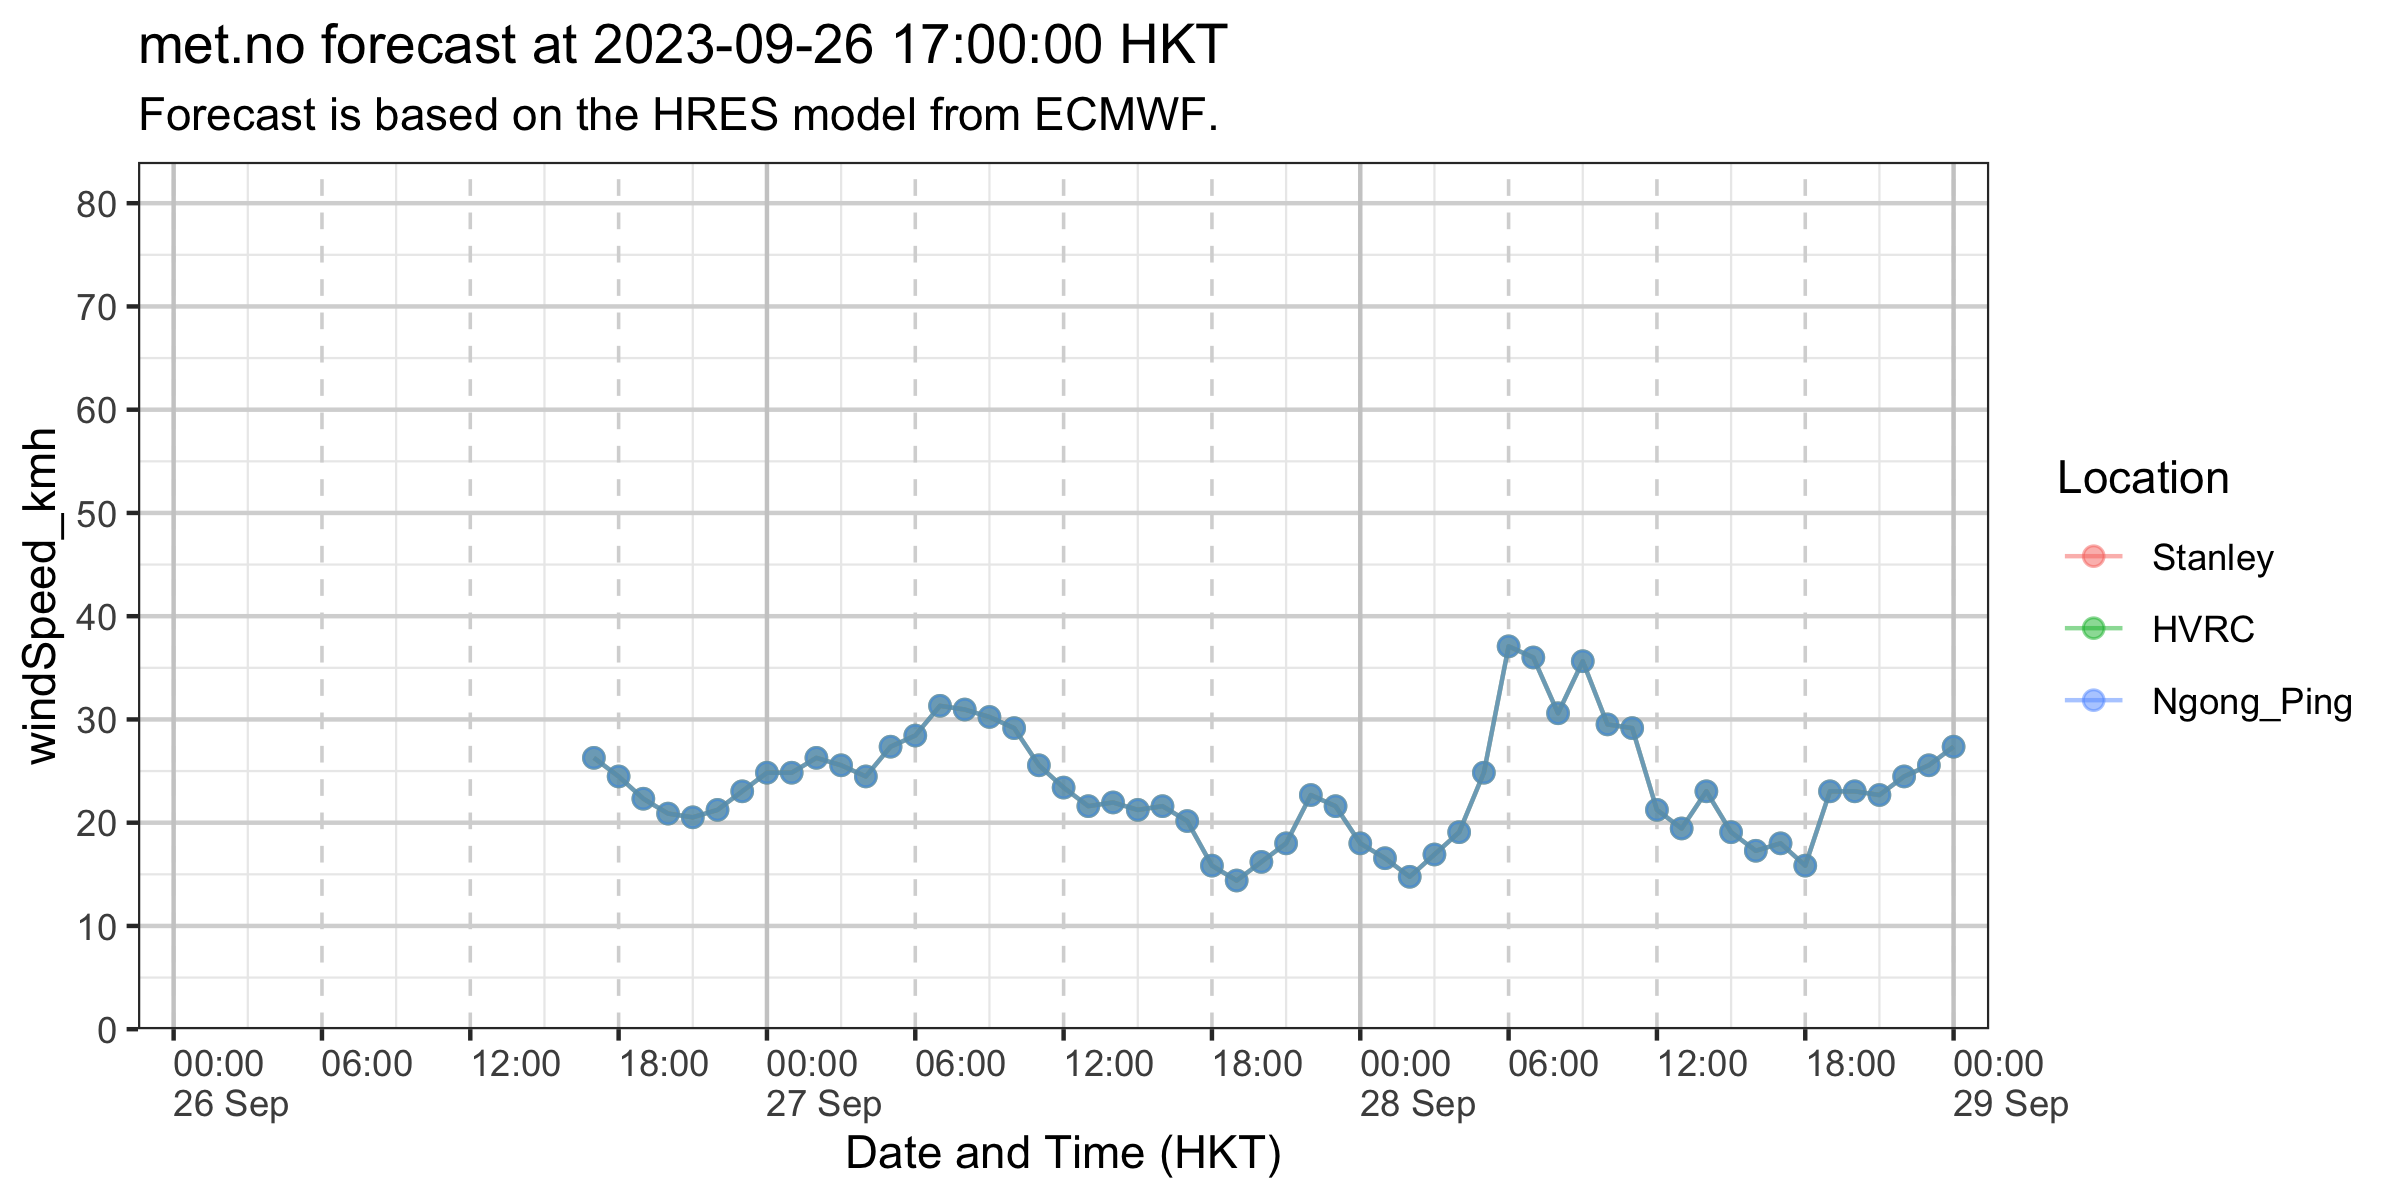 met.no forecast at 2023-09-26 17:00:00 HKT
Forecast is based on the HRES model from ECMWF.
windSpeed_kmh
80
70
60
50
40
30
20
10
0
00:00 06:00 12:00 18:00 00:00 06:00 12:00 18:00 00:00 06:00 12:00 18:00 00:00
26 Sep 27 Sep 28 Sep 29 Sep
Date and Time (HKT)
Location
Stanley
HVRC
Ngong_Ping